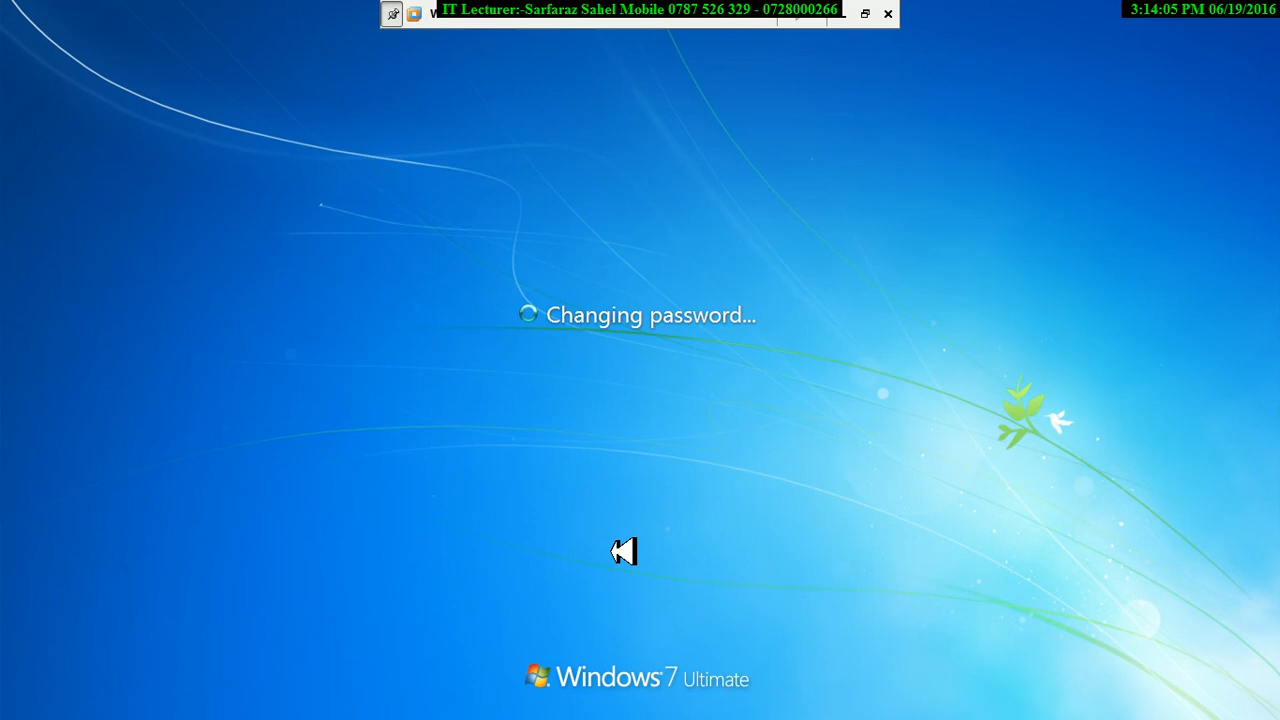 IT Lecturer:-Sarfaraz Sahel Mobile 0787 526 329 - 0728000266
3:14:05 PM 06/19/2016
Changing password...
Windows 7 Ultimate